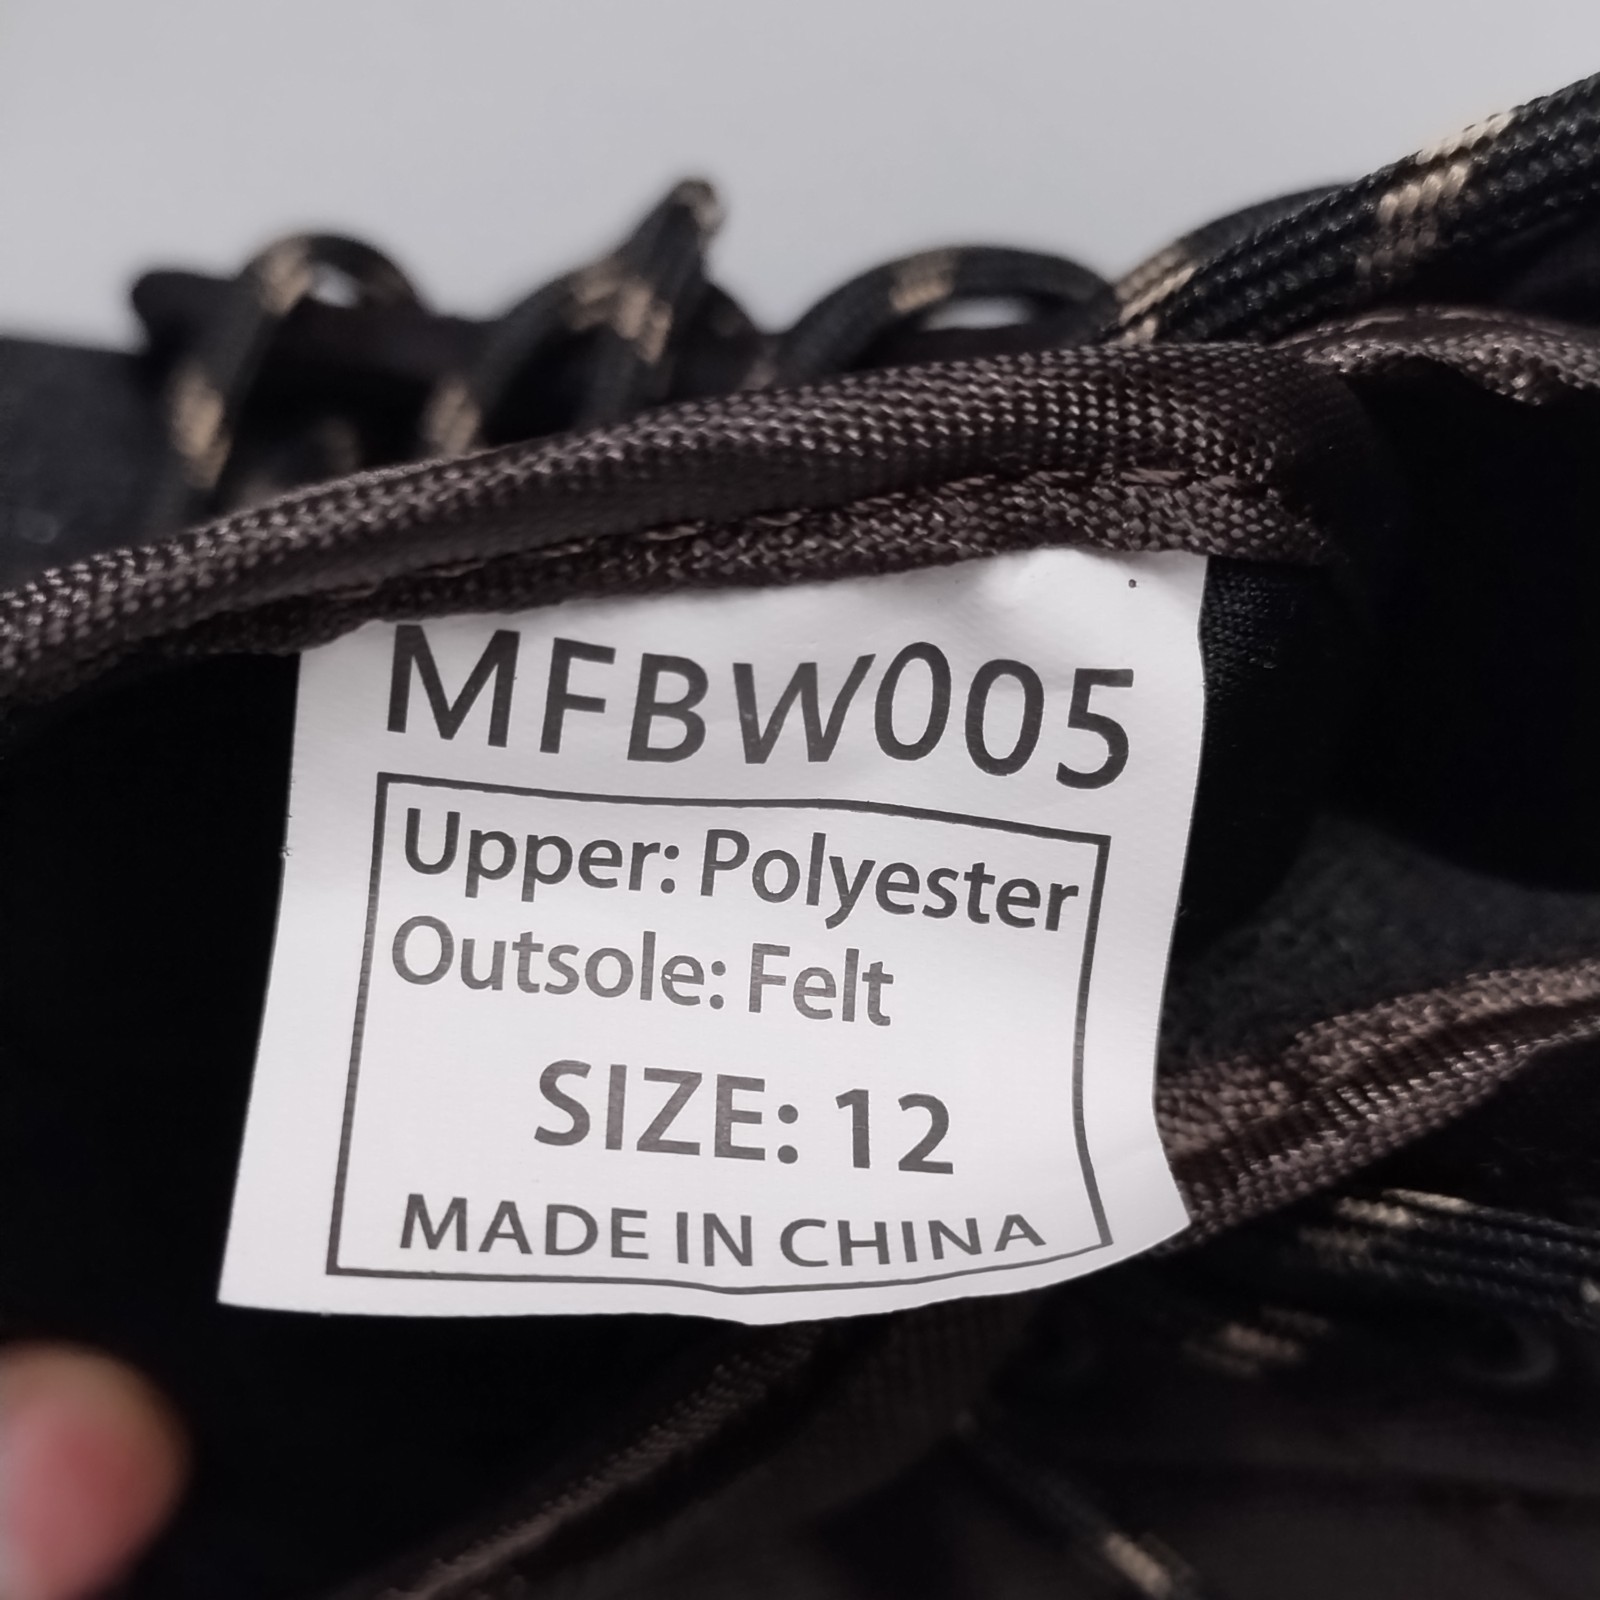 MFBW005
Upper: Polyester
Outsole: Felt
SIZE: 12
MADE IN CHINA